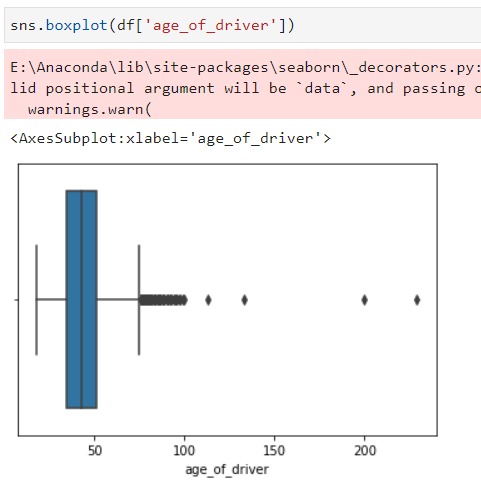 sns.boxplot(df['age_of_driver'])
E:\Anaconda\lib\site-packages\seaborn\_decorators.py:
lid positional argument will be `data`, and passing
warnings.warn(
<AxesSubplot:xlabel='age_of_driver'>
50 100 150 200
age_of_driver